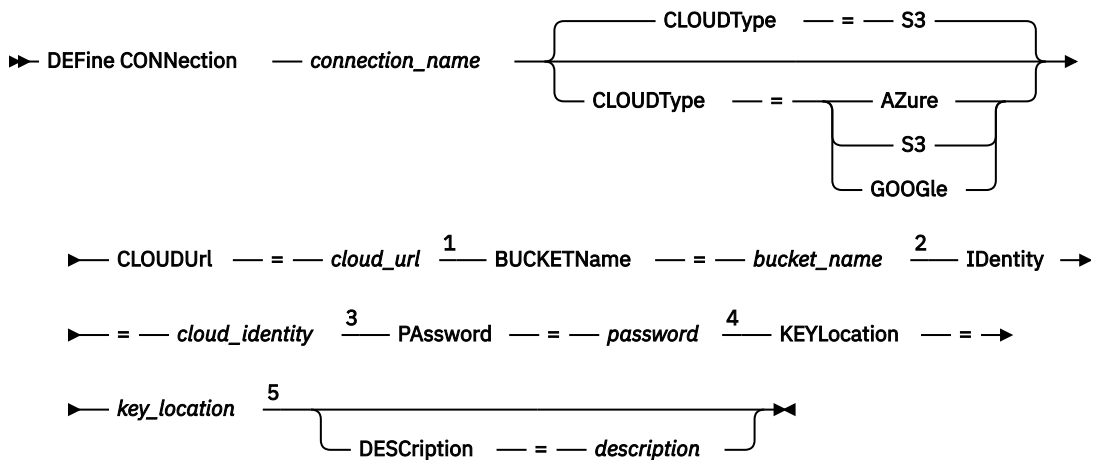 CLOUDType = S3
DEFine CONNection connection_name
CLOUDType = AZure
S3
GOOGle
CLOUDUrl = cloud_url 1 BUCKETName = bucket_name 2 IDentity
= cloud_identity 3 PAssword = password 4 KEYLocation =
key_location 5
DESCription = description